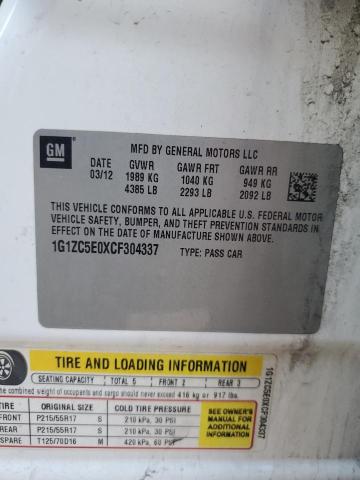 GM
MFD BY GENERAL MOTORS LLC
DATE GVWR GAWR FRT GAWR RR
03/12 1989 KG 1040 KG 949 KG
4385 LB 2293 LB 2092 LB
THIS VEHICLE CONFORMS TO ALL APPLICABLE U.S. FEDERAL MOTOR
VEHICLE SAFETY, BUMPER, AND THEFT PREVENTION STANDARDS IN
EFFECT ON THE DATE OF MANUFACTURE SHOWN ABOVE.
1G1ZC5E0XCF304337 TYPE: PASS CAR
TIRE AND LOADING INFORMATION
SEATING CAPACITY TOTAL 5 FRONT 2 REAR 3
The combined weight of occupants and cargo should never exceed 416 kg or 917 lbs.
TIRE ORIGINAL SIZE COLD TIRE PRESSURE
FRONT P215/55R17 S 210 kPa, 30 PSI
REAR P215/55R17 S 210 kPa, 30 PSI
SPARE T125/70D16 M 420 kPa, 60 PSI
SEE OWNER'S
MANUAL FOR
ADDITIONAL
INFORMATION
1G1ZC5E0XCF304337